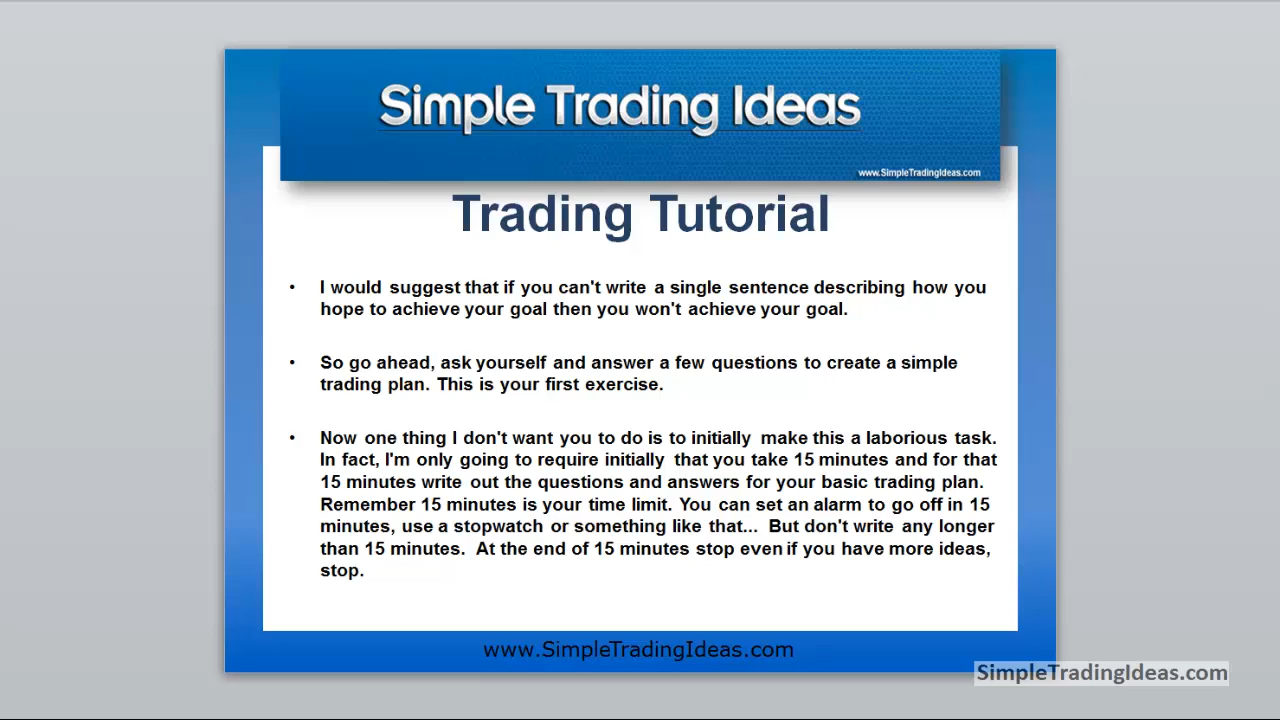 Simple Trading Ideas
www.SimpleTradingIdeas.com
Trading Tutorial
• I would suggest that if you can't write a single sentence describing how you
hope to achieve your goal then you won't achieve your goal.
• So go ahead, ask yourself and answer a few questions to create a simple
trading plan. This is your first exercise.
• Now one thing I don't want you to do is to initially make this a laborious task.
In fact, I'm only going to require initially that you take 15 minutes and for that
15 minutes write out the questions and answers for your basic trading plan.
Remember 15 minutes is your time limit. You can set an alarm to go off in 15
minutes, use a stopwatch or something like that... But don't write any longer
than 15 minutes. At the end of 15 minutes stop even if you have more ideas,
stop.
www.SimpleTradingIdeas.com
SimpleTradingIdeas.com